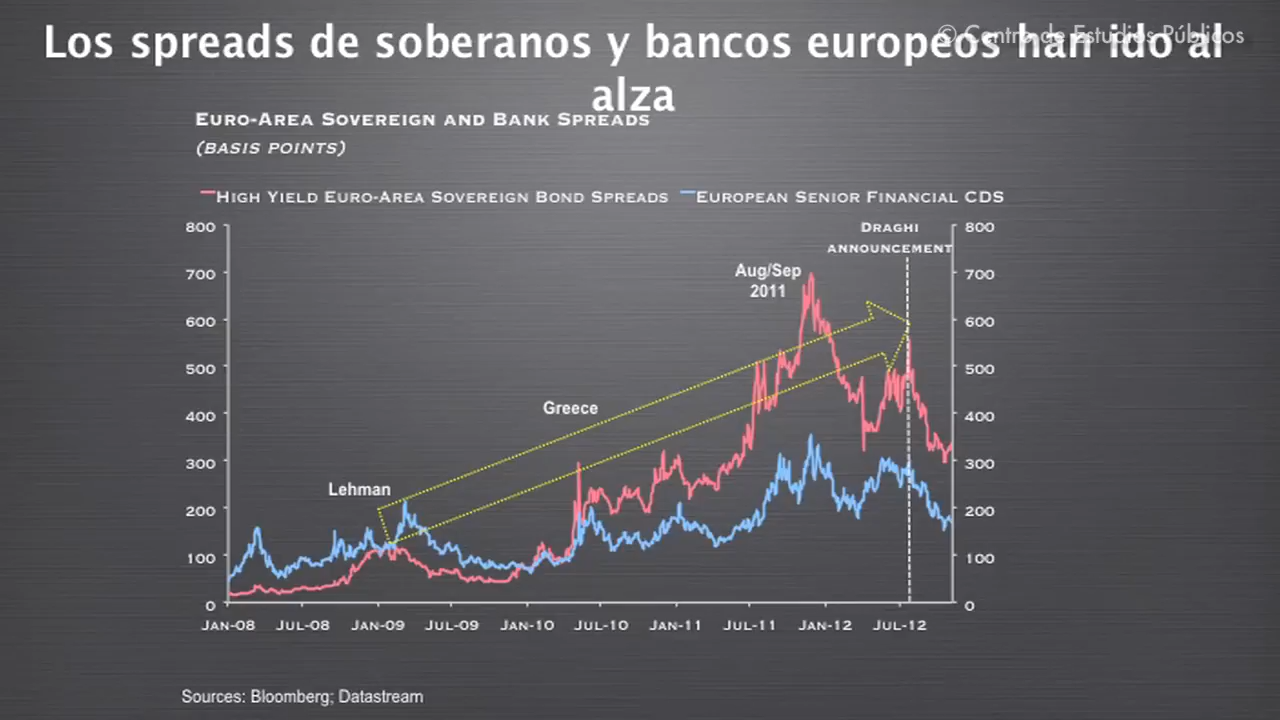 © Centro de Estudios Públicos
Los spreads de soberanos y bancos europeos han ido al
alza
Euro-Area Sovereign and Bank Spreads
(basis points)
High Yield Euro-Area Sovereign Bond Spreads European Senior Financial CDS
800 Draghi 800
announcement
700 Aug/Sep 700
2011
600 600
500 500
400 Greece 400
300 300
Lehman
200 200
100 100
0 0
Jan-08 Jul-08 Jan-09 Jul-09 Jan-10 Jul-10 Jan-11 Jul-11 Jan-12 Jul-12
Sources: Bloomberg; Datastream